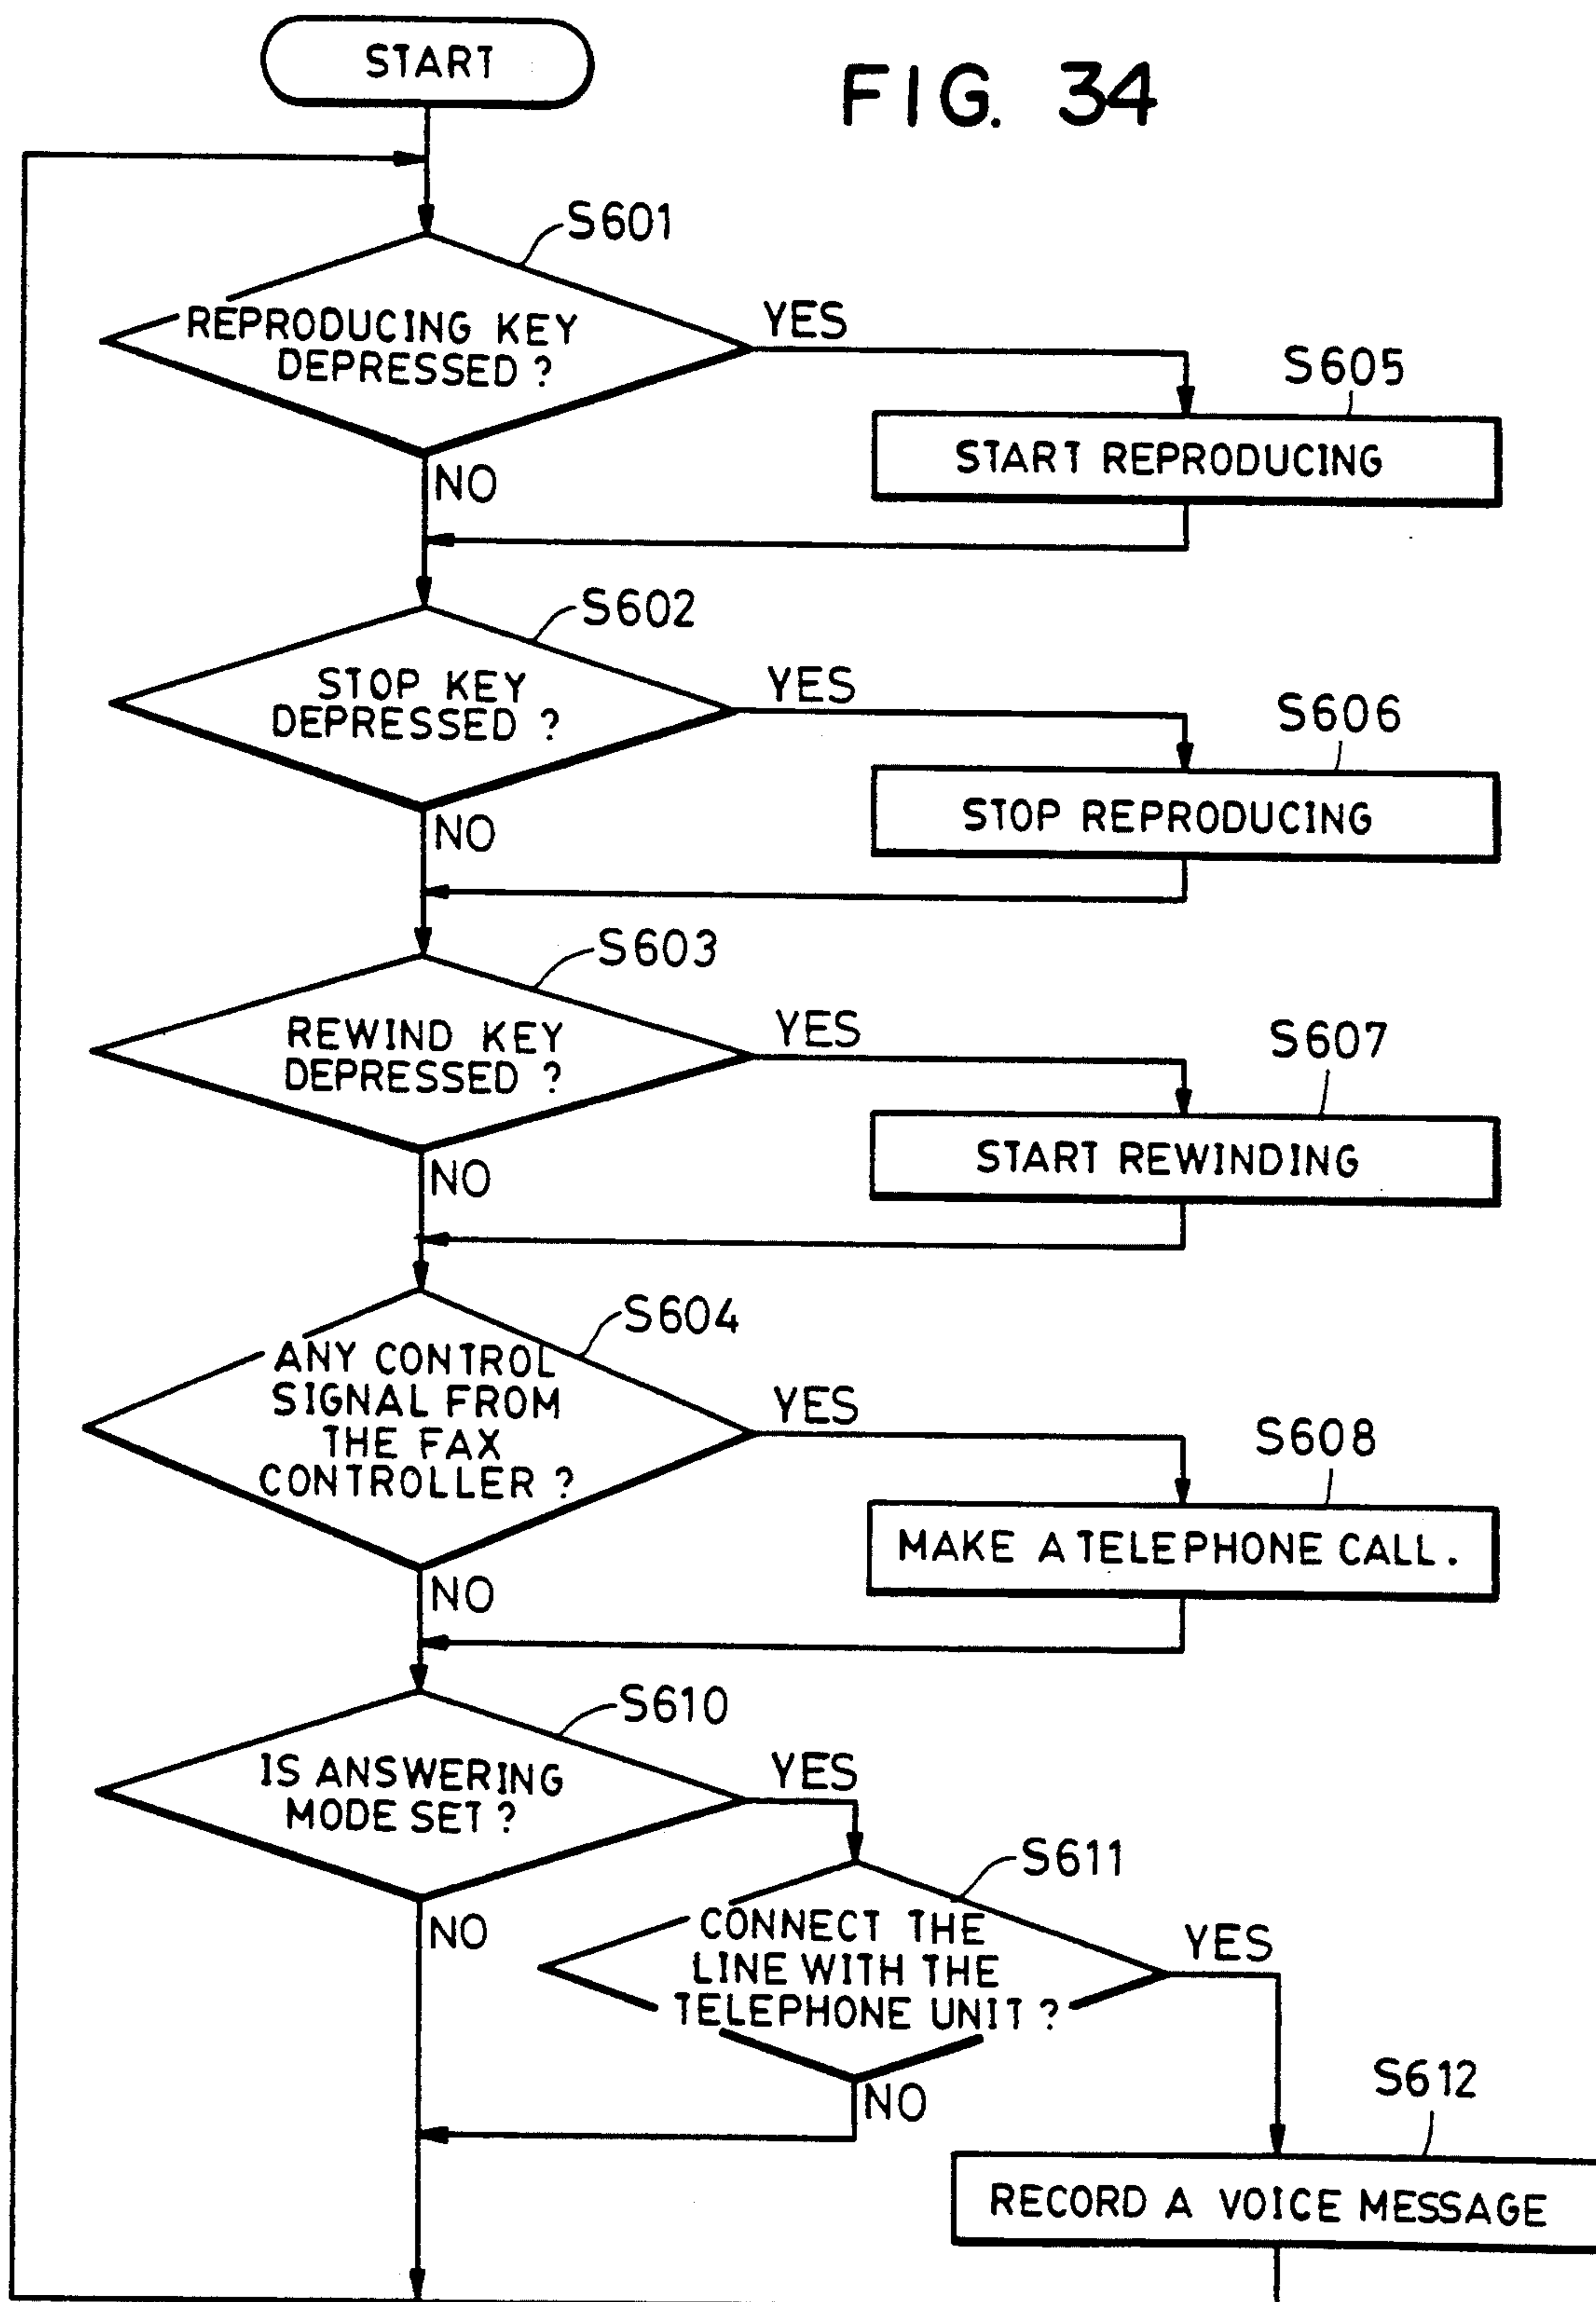 START
FIG. 34
S601
REPRODUCING KEY
DEPRESSED ?
YES
S605
START REPRODUCING
NO
S602
STOP KEY
DEPRESSED ?
YES
S606
STOP REPRODUCING
NO
S603
REWIND KEY
DEPRESSED ?
YES
S607
START REWINDING
NO
S604
ANY CONTROL
SIGNAL FROM
THE FAX
CONTROLLER ?
YES
S608
MAKE A TELEPHONE CALL.
NO
S610
IS ANSWERING
MODE SET ?
YES
S611
NO
CONNECT THE
LINE WITH THE
TELEPHONE UNIT ?
YES
NO
S612
RECORD A VOICE MESSAGE